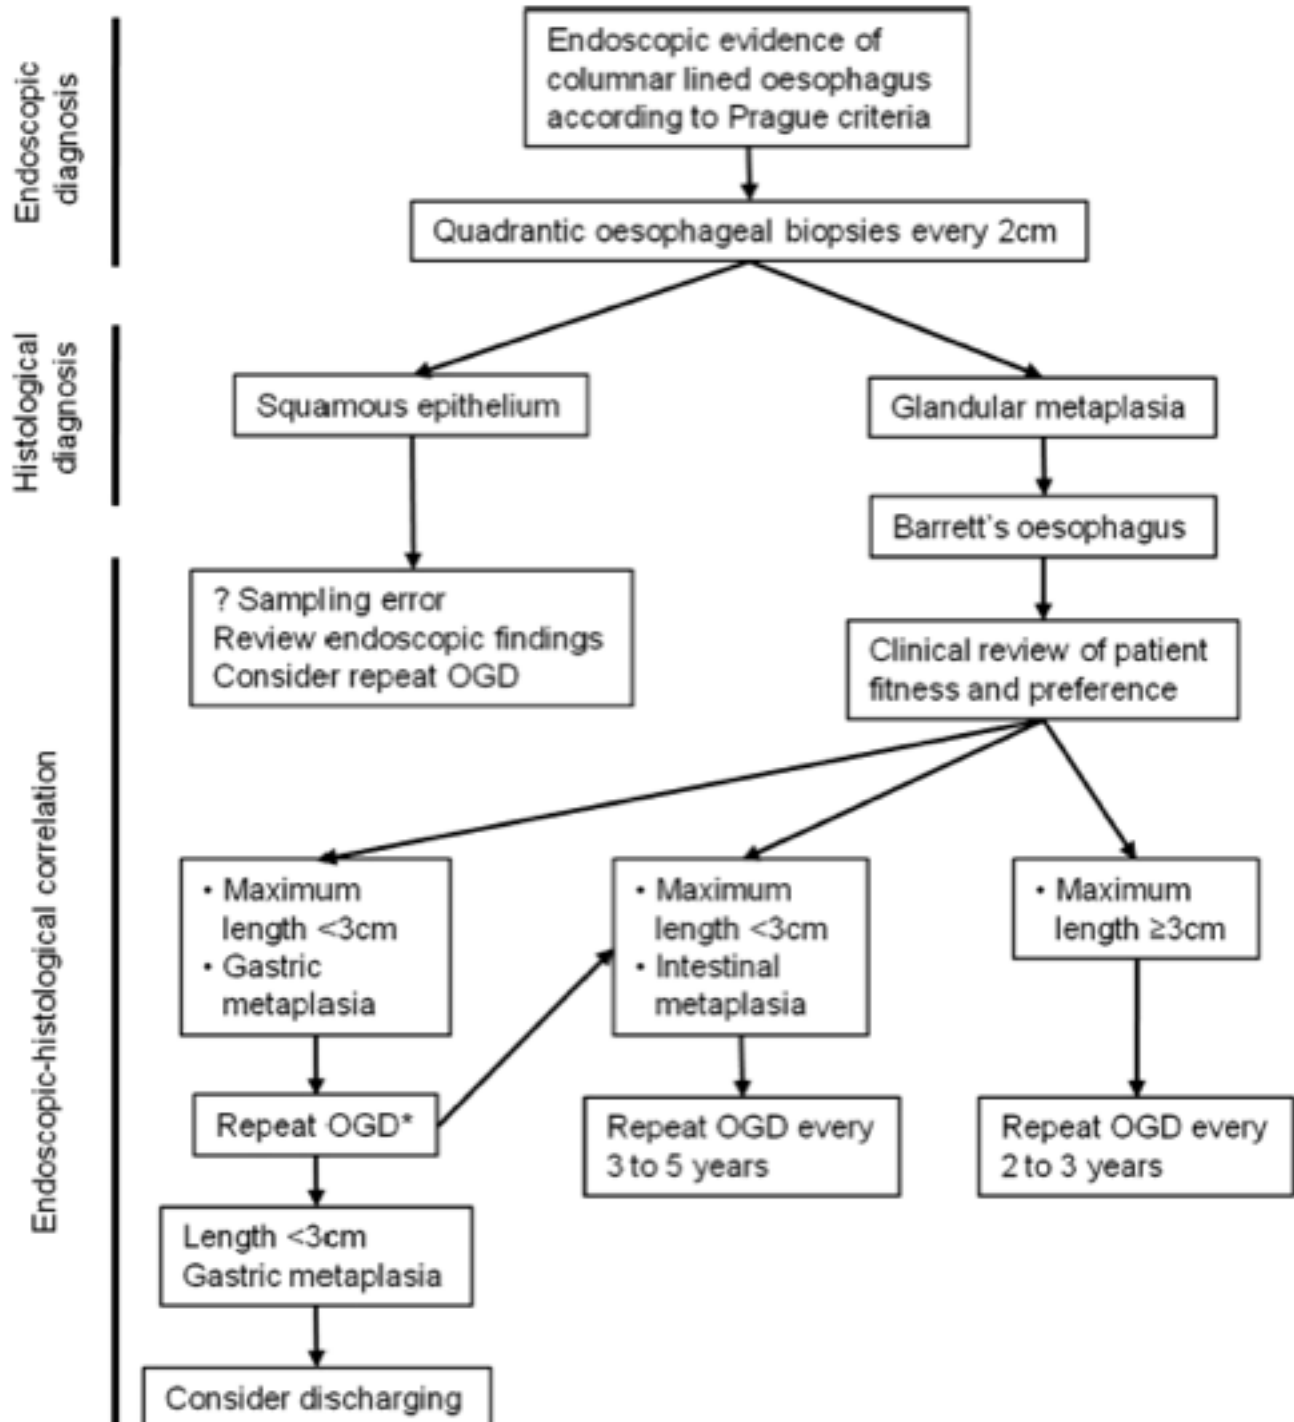 Endoscopic
diagnosis
Endoscopic evidence of
columnar lined oesophagus
according to Prague criteria
Quadrantic oesophageal biopsies every 2cm
Histological
diagnosis
Squamous epithelium
Glandular metaplasia
Barrett's oesophagus
? Sampling error
Review endoscopic findings
Consider repeat OGD
Clinical review of patient
fitness and preference
Endoscopic-histological correlation
• Maximum
length <3cm
• Gastric
metaplasia
• Maximum
length <3cm
• Intestinal
metaplasia
• Maximum
length ≥3cm
Repeat OGD*
Repeat OGD every
3 to 5 years
Repeat OGD every
2 to 3 years
Length <3cm
Gastric metaplasia
Consider discharging